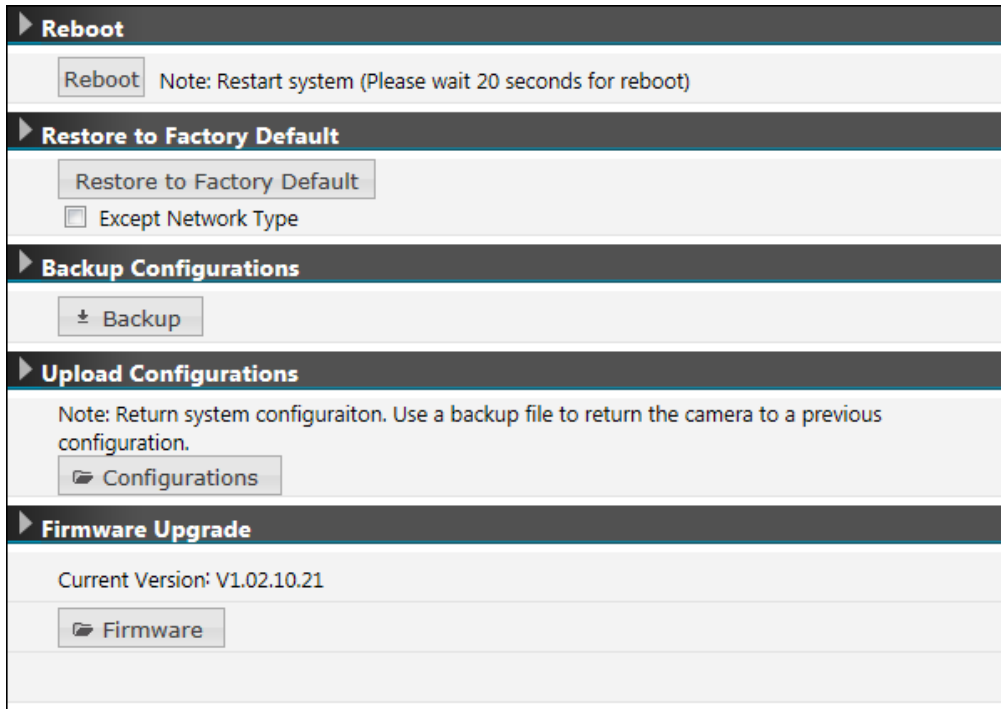 Reboot
Reboot Note: Restart system (Please wait 20 seconds for reboot)
Restore to Factory Default
Restore to Factory Default
Except Network Type
Backup Configurations
Backup
Upload Configurations
Note: Return system configuraiton. Use a backup file to return the camera to a previous
configuration.
Configurations
Firmware Upgrade
Current Version: V1.02.10.21
Firmware